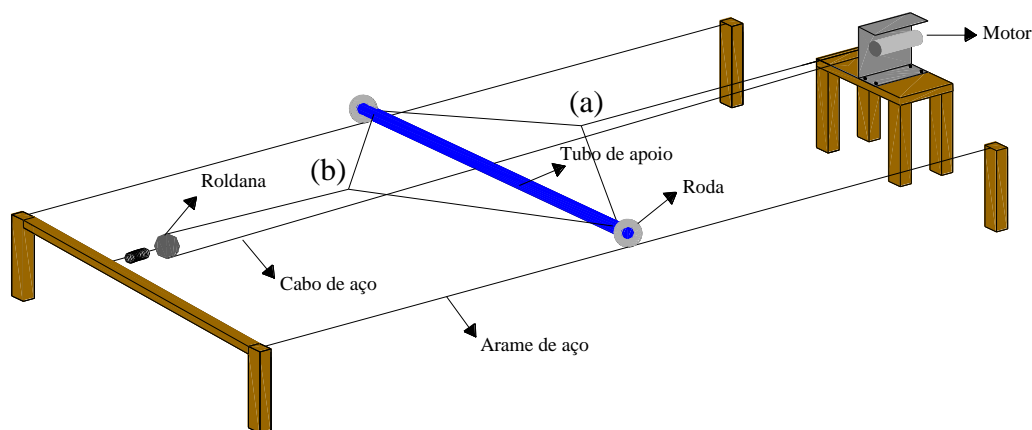 Motor
(a)
Tubo de apoio
(b)
Roldana
Roda
Cabo de aço
Arame de aço